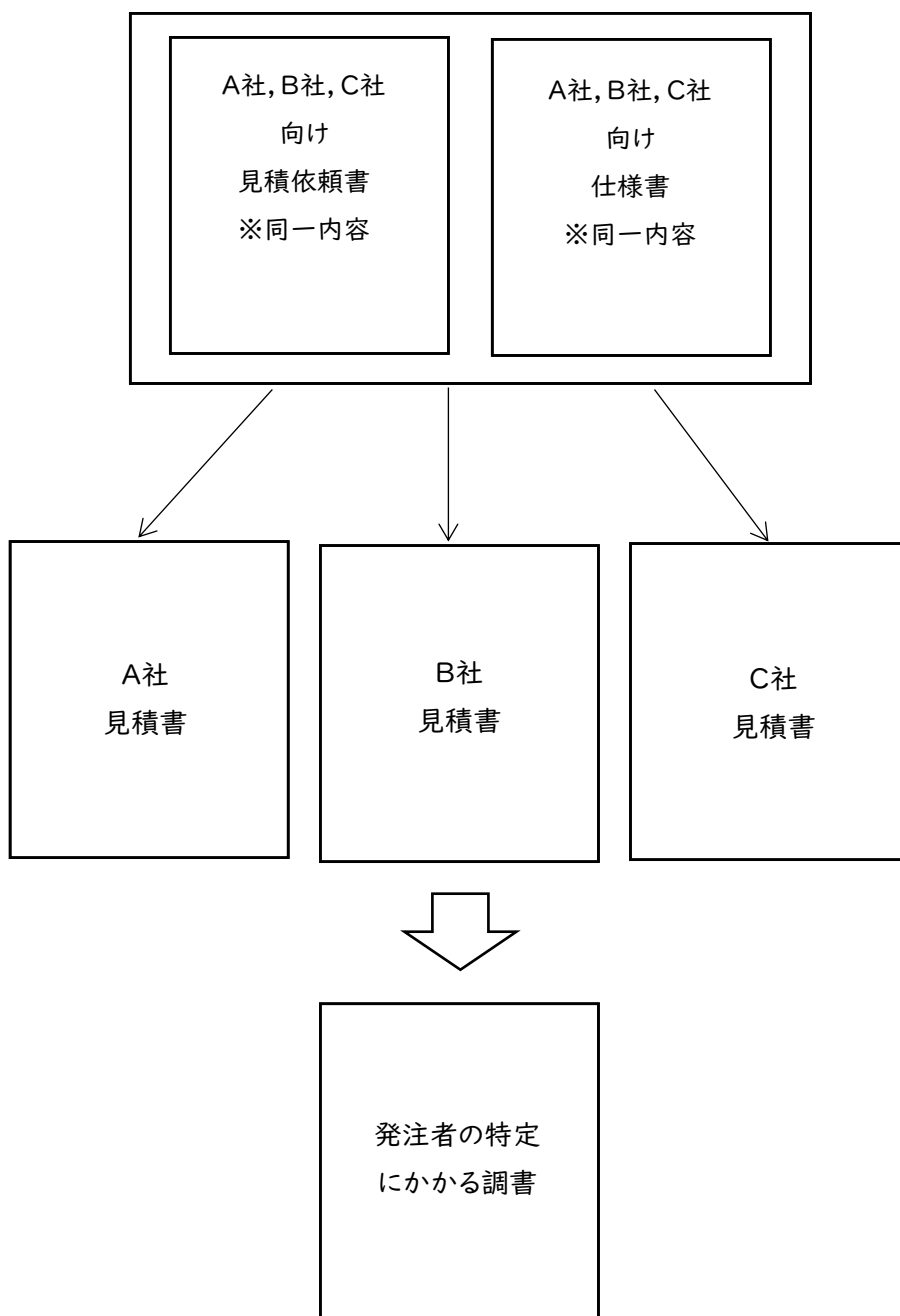 A社,B社,C社
向け
見積依頼書
※同一内容
A社,B社,C社
向け
仕様書
※同一内容
A社
見積書
B社
見積書
C社
見積書
発注者の特定
にかかる調書